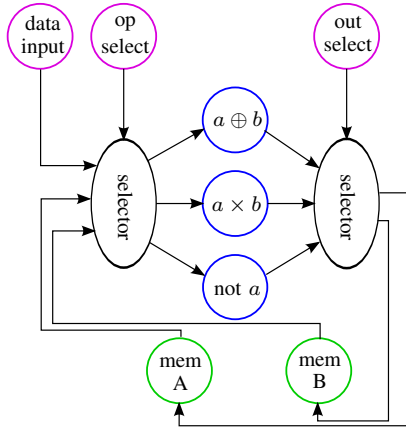 data
input
op
select
out
select
a ⊕ b
selector
a × b
selector
not a
mem
A
mem
B